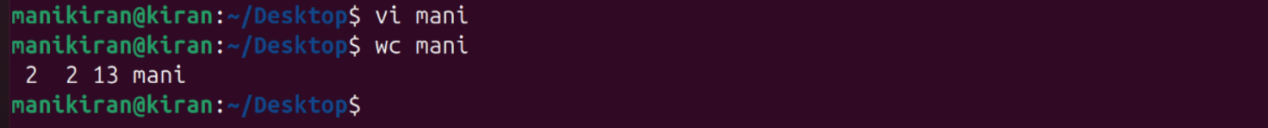 manikiran@kiran:~/Desktop$ vi mani
manikiran@kiran:~/Desktop$ wc mani
 2  2 13 mani
manikiran@kiran:~/Desktop$